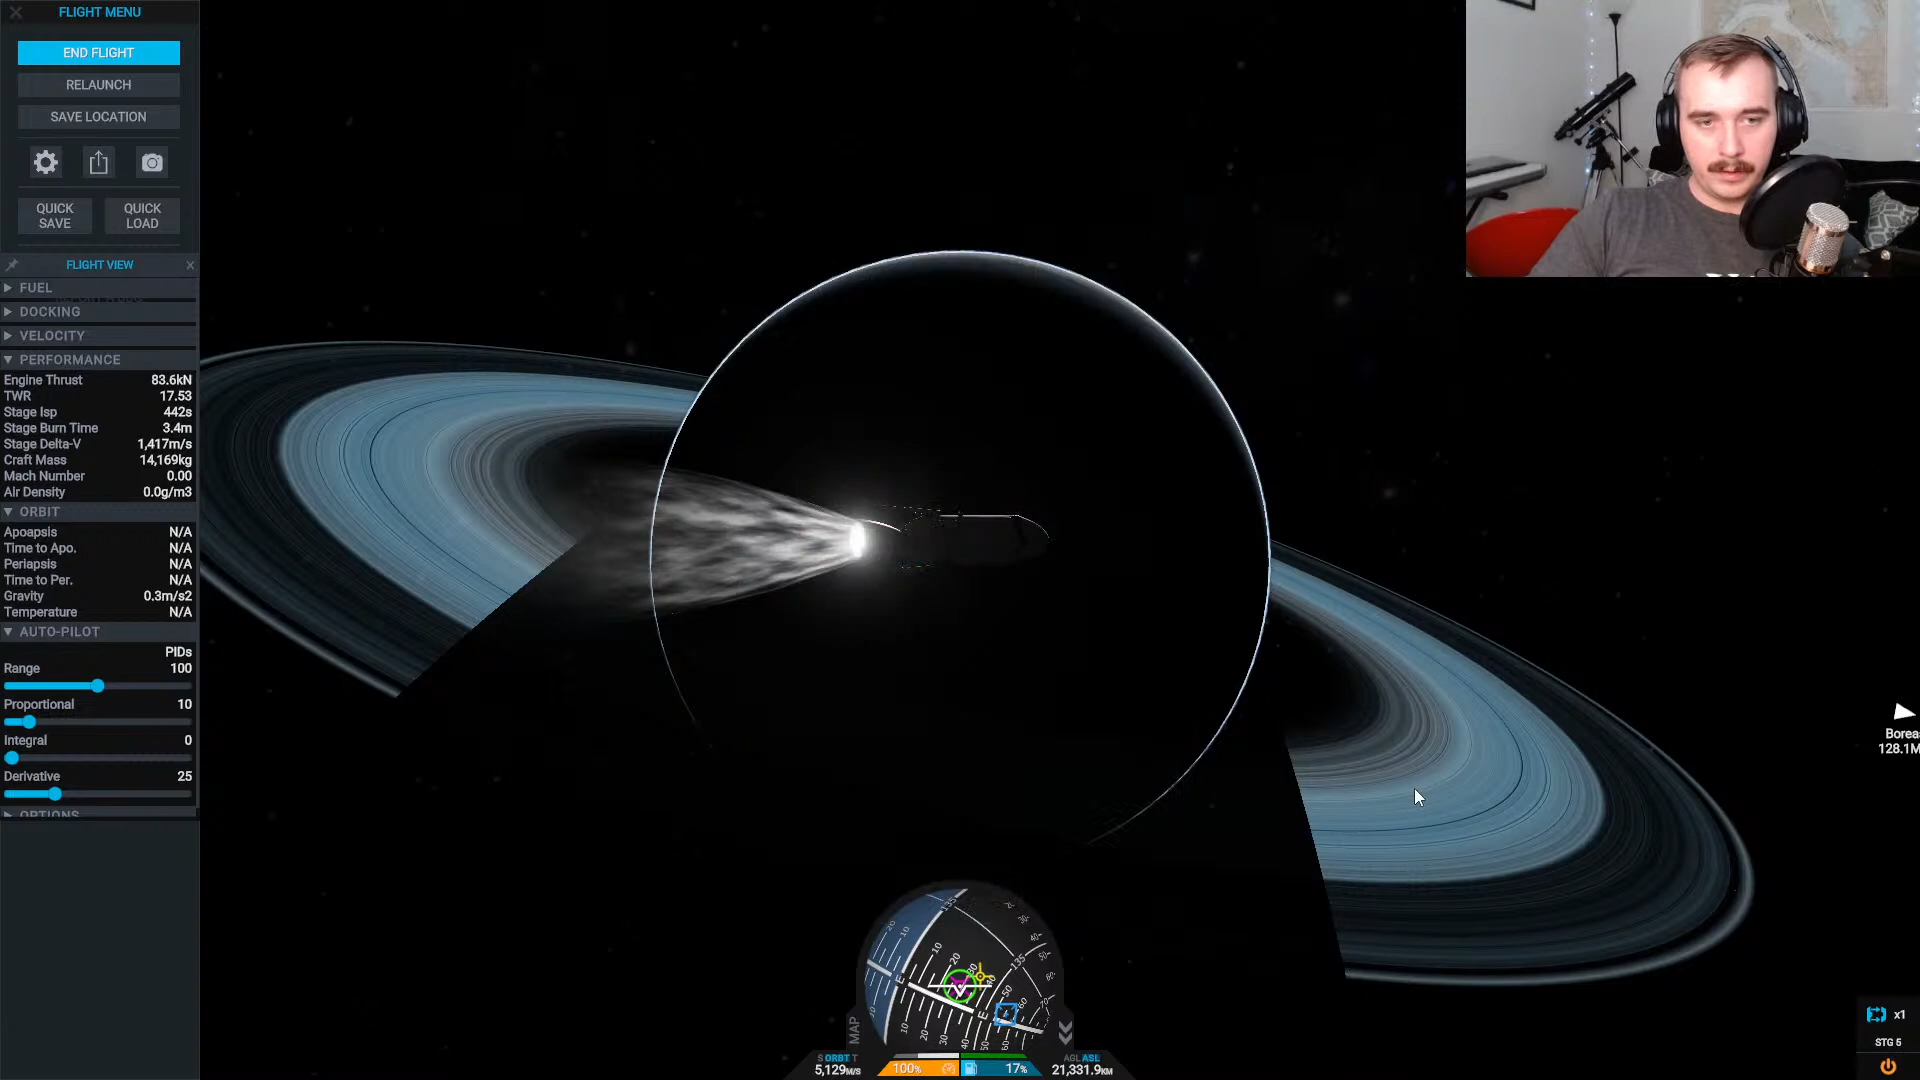 FLIGHT MENU
END FLIGHT
RELAUNCH
SAVE LOCATION
QUICK SAVE
QUICK LOAD
FLIGHT VIEW
FUEL
DOCKING
VELOCITY
PERFORMANCE
Engine Thrust 83.6kN
TWR 17.53
Stage Isp 442s
Stage Burn Time 3.4m
Stage Delta-V 1,417m/s
Craft Mass 14,169kg
Mach Number 0.00
Air Density 0.0g/m3
ORBIT
Apoapsis N/A
Time to Apo. N/A
Periapsis N/A
Time to Per. N/A
Gravity 0.3m/s2
Temperature N/A
AUTO-PILOT
PIDs
Range 100
Proportional 10
Integral 0
Derivative 25
OPTIONS
Borea
128.1M
MAP
S ORBT T
5,129M/S
100%
17%
AGL ASL
21,331.9KM
x1
STG 5